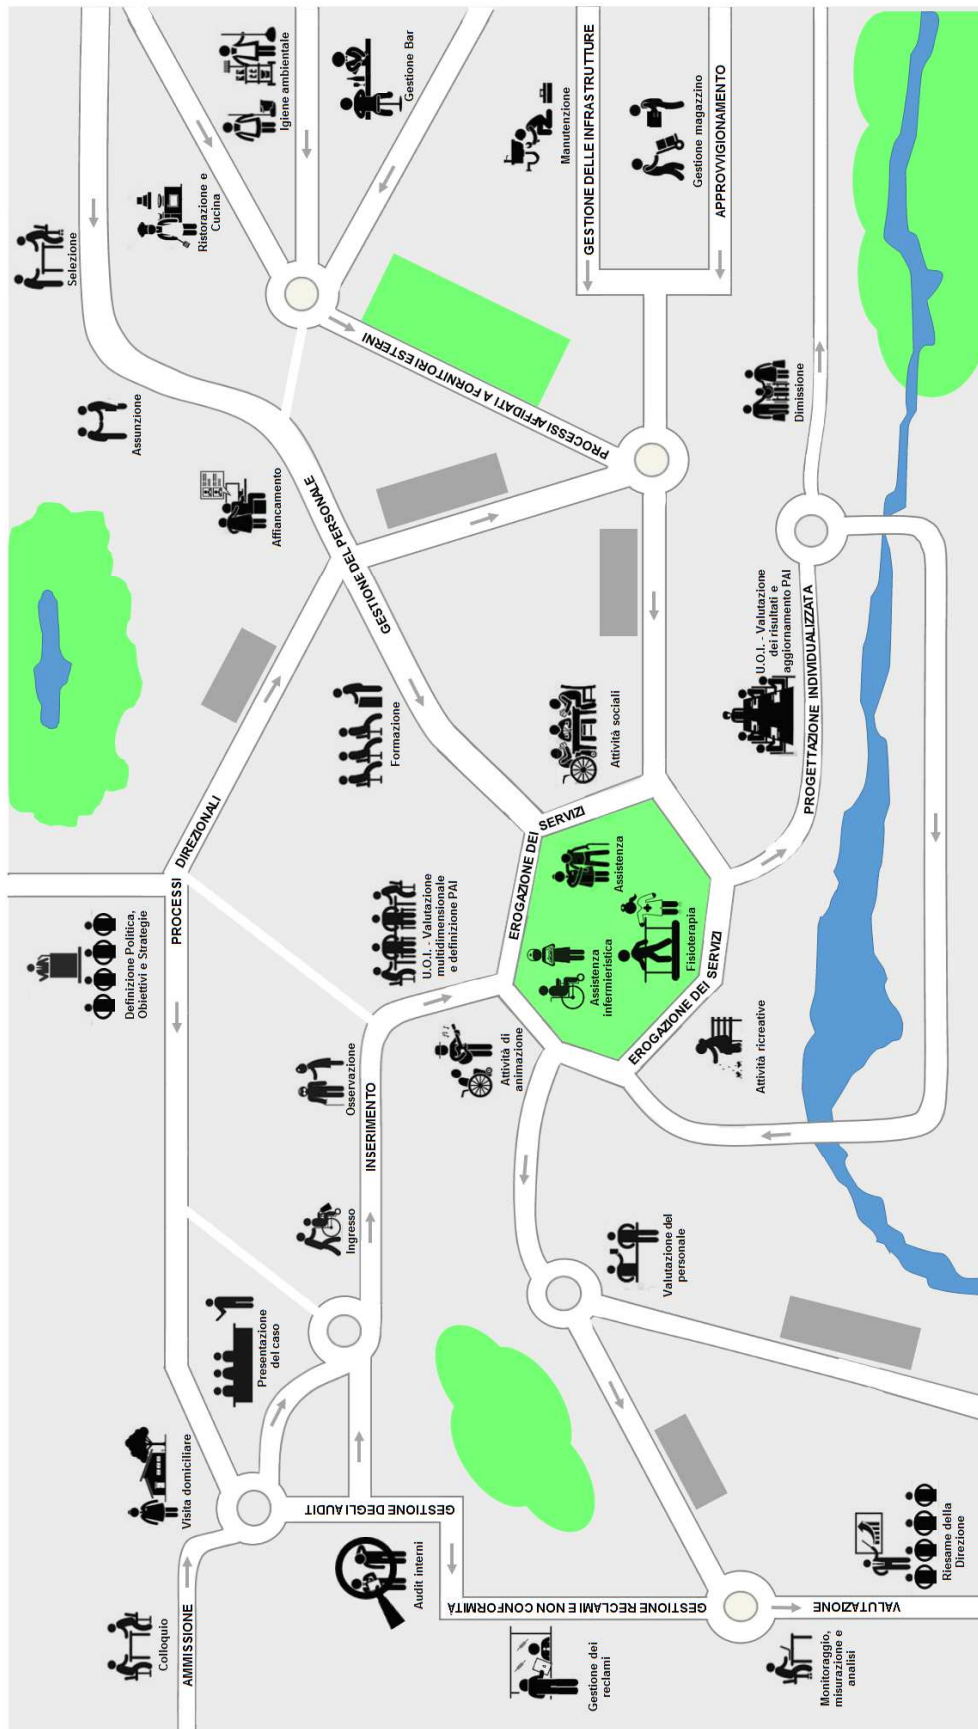 Selezione
Assunzione
Affiancamento
Formazione
GESTIONE DEL PERSONALE
Ristorazione e
Cucina
Igiene ambientale
Gestione Bar
PROCESSI AFFIDATI A FORNITORI ESTERNI
Manutenzione
GESTIONE DELLE INFRASTRUTTURE
Gestione magazzino
APPROVVIGIONAMENTO
Definizione Politica,
Obiettivi e Strategie
PROCESSI
DIREZIONALI
Colloquio
AMMISSIONE
Visita domiciliare
Presentazione
del caso
Ingresso
INSERIMENTO
Osservazione
U.O.I. - Valutazione
multidimensionale
e definizione PAI
EROGAZIONE DEI
SERVIZI
Attività sociali
Assistenza
Assistenza
infermieristica
Fisioterapia
EROGAZIONE DEI SERVIZI
Attività di
animazione
Attività ricreative
U.O.I. - Valutazione
dei risultati e
aggiornamento PAI
PROGETTAZIONE INDIVIDUALIZZATA
Dimissione
Valutazione del
personale
GESTIONE DEGLI AUDIT
Audit interni
GESTIONE RECLAMI E NON CONFORMITÀ
Gestione dei
reclami
VALUTAZIONE
Monitoraggio,
misurazione e
analisi
Riesame della
Direzione